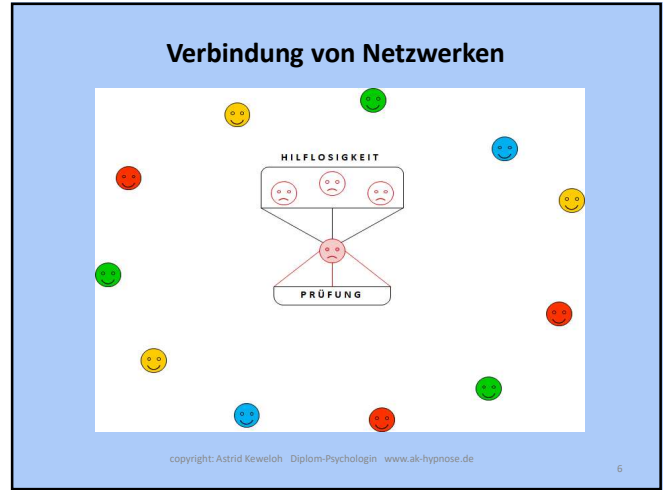 Verbindung von Netzwerken
HILFLOSIGKEIT
PRÜFUNG
copyright: Astrid Keweloh Diplom-Psychologin www.ak-hypnose.de
6